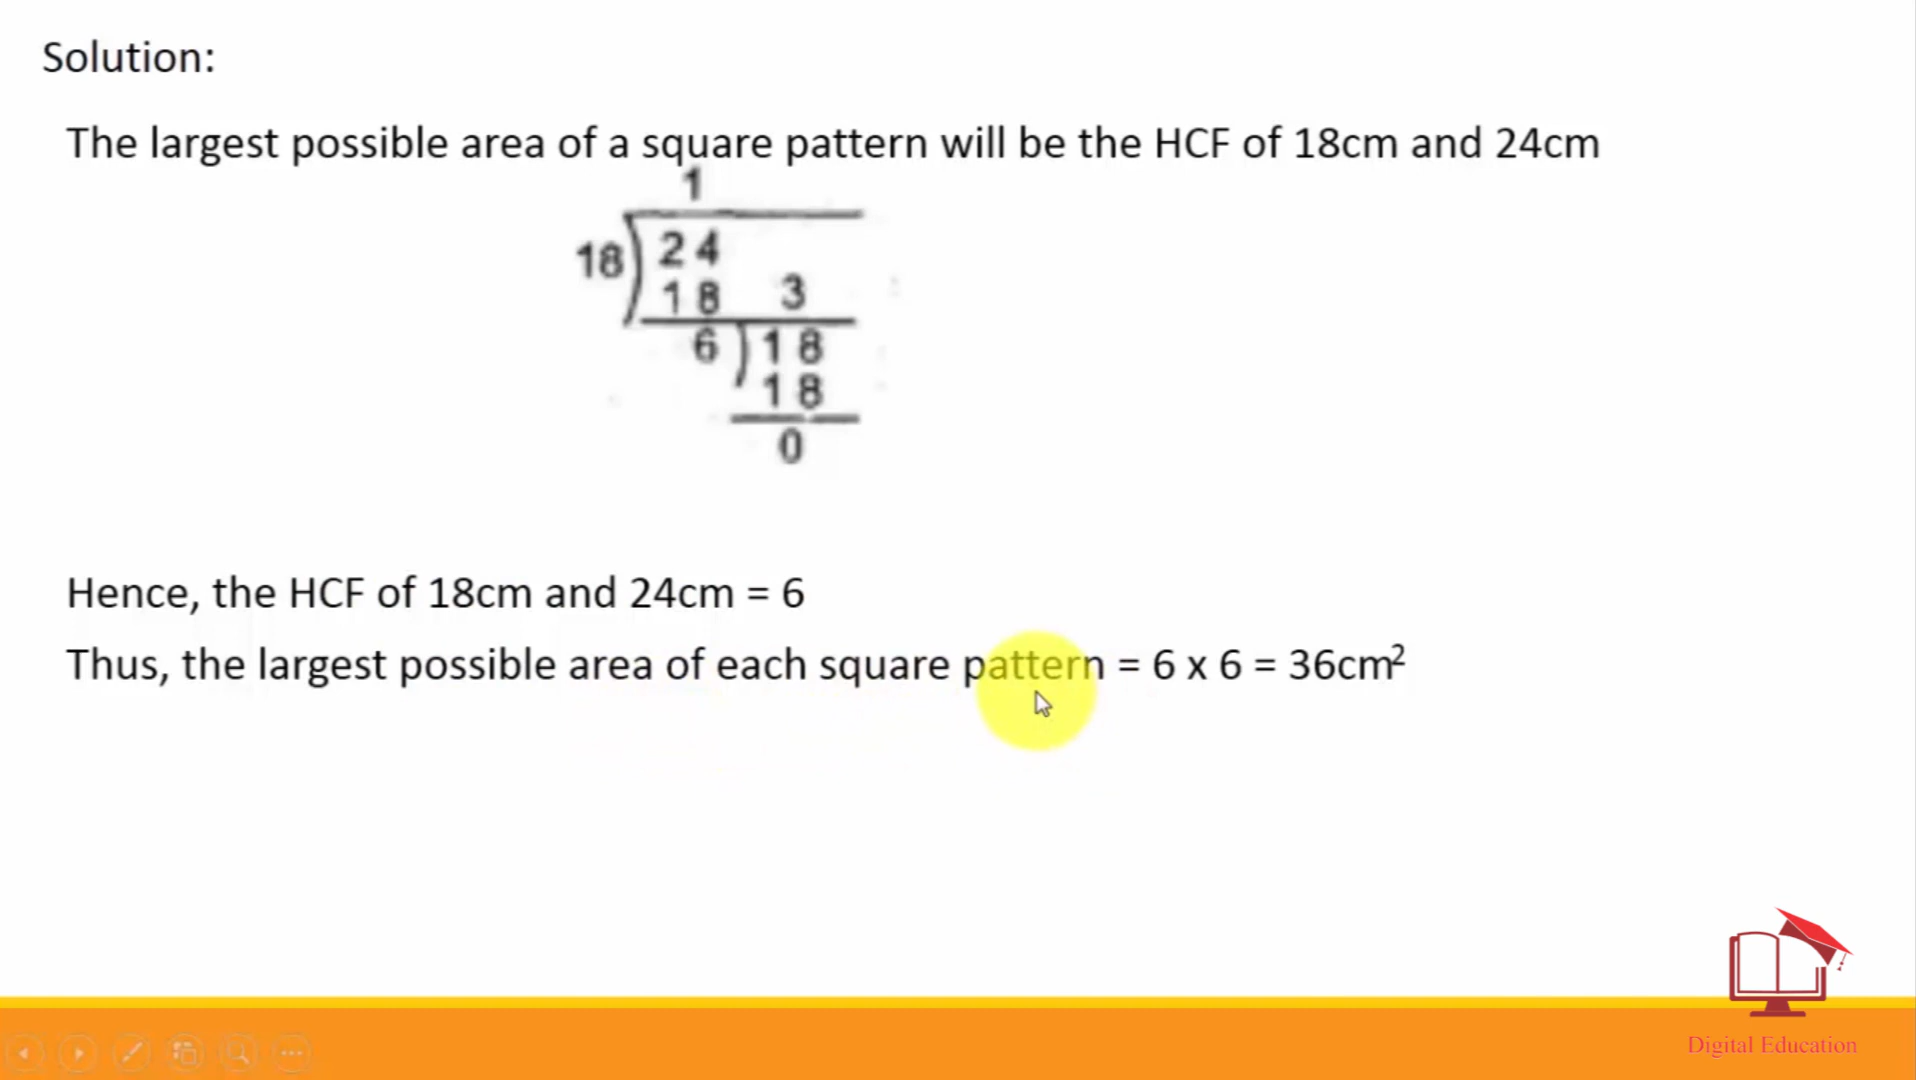 Solution:
The largest possible area of a square pattern will be the HCF of 18cm and 24cm
1
18 24
18 3
6 18
18
0
Hence, the HCF of 18cm and 24cm = 6
Thus, the largest possible area of each square pattern = 6 x 6 = 36cm²
Digital Education